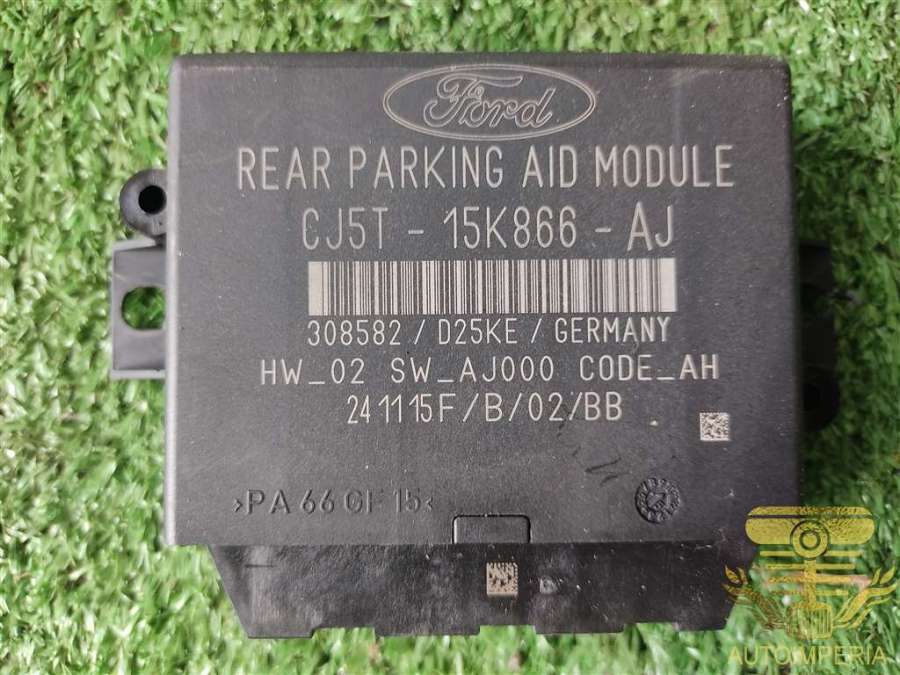 Ford
REAR PARKING AID MODULE
CJ5T - 15K866 - AJ
308582 / D25KE / GERMANY
HW_02 SW_AJ000 CODE_AH
241115F/B/02/BB
>PA 66 GF 15<
AUTOIMPERIA